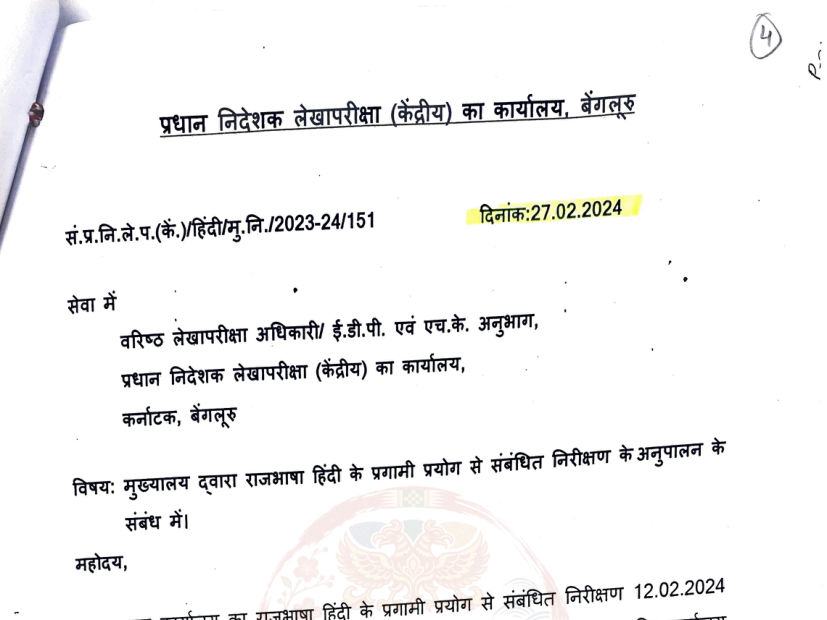 4
प्रधान निदेशक लेखापरीक्षा (केंद्रीय) का कार्यालय, बेंगलूरु
सं.प्र.नि.ले.प.(कें.)/हिंदी/मु.नि./2023-24/151 दिनांक:27.02.2024
सेवा में
वरिष्ठ लेखापरीक्षा अधिकारी/ ई.डी.पी. एवं एच.के. अनुभाग,
प्रधान निदेशक लेखापरीक्षा (केंद्रीय) का कार्यालय,
कर्नाटक, बेंगलूरु
विषय: मुख्यालय द्वारा राजभाषा हिंदी के प्रगामी प्रयोग से संबंधित निरीक्षण के अनुपालन के
संबंध में।
महोदय,
का राजभाषा हिंदी के प्रगामी प्रयोग से संबंधित निरीक्षण 12.02.2024